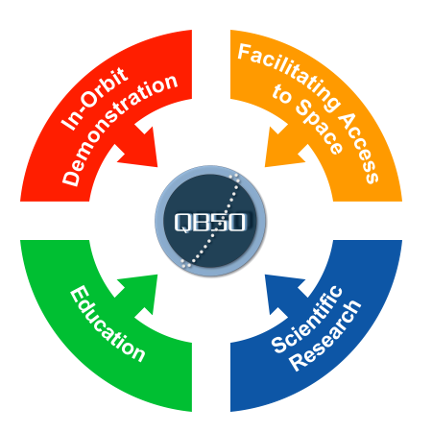 In-Orbit
Demonstration
Facilitating Access
to Space
QB50
Education
Scientific
Research